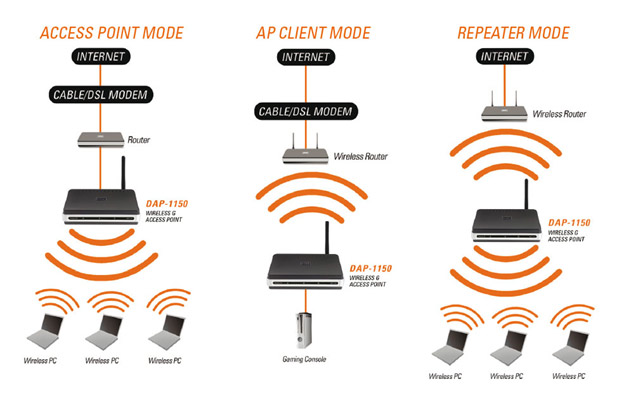 ACCESS POINT MODE
INTERNET
CABLE/DSL MODEM
Router
DAP-1150
WIRELESS G
ACCESS POINT
Wireless PC
Wireless PC
Wireless PC
AP CLIENT MODE
INTERNET
CABLE/DSL MODEM
Wireless Router
DAP-1150
WIRELESS G
ACCESS POINT
Gaming Console
REPEATER MODE
INTERNET
Wireless Router
DAP-1150
WIRELESS G
ACCESS POINT
Wireless PC
Wireless PC
Wireless PC